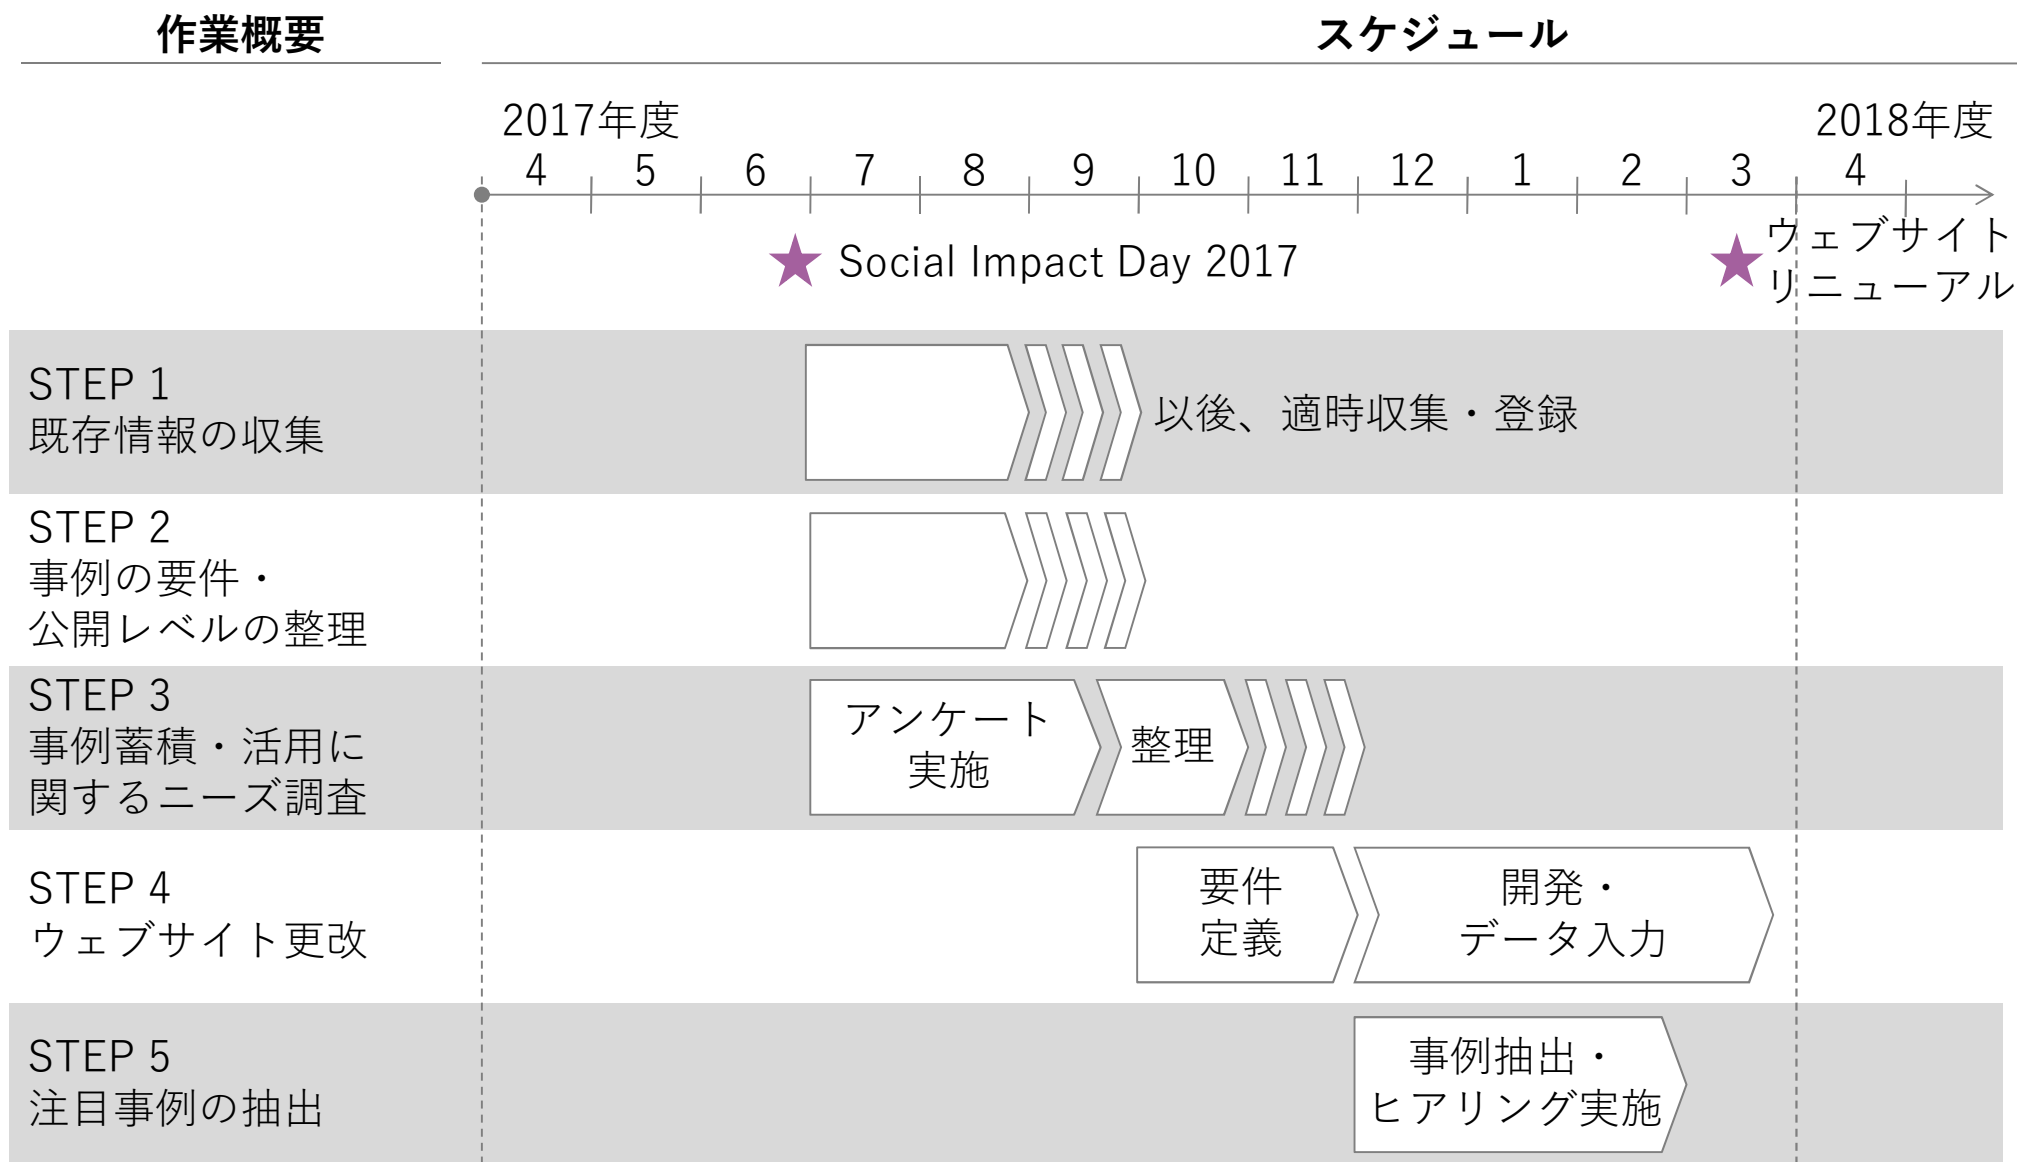 作業概要
スケジュール
2017年度
2018年度
4 5 6 7 8 9 10 11 12 1 2 3 4
Social Impact Day 2017
ウェブサイト
リニューアル
STEP 1
既存情報の収集
以後、適時収集・登録
STEP 2
事例の要件・
公開レベルの整理
STEP 3
事例蓄積・活用に
関するニーズ調査
アンケート
実施
整理
STEP 4
ウェブサイト更改
要件
定義
開発・
データ入力
STEP 5
注目事例の抽出
事例抽出・
ヒアリング実施